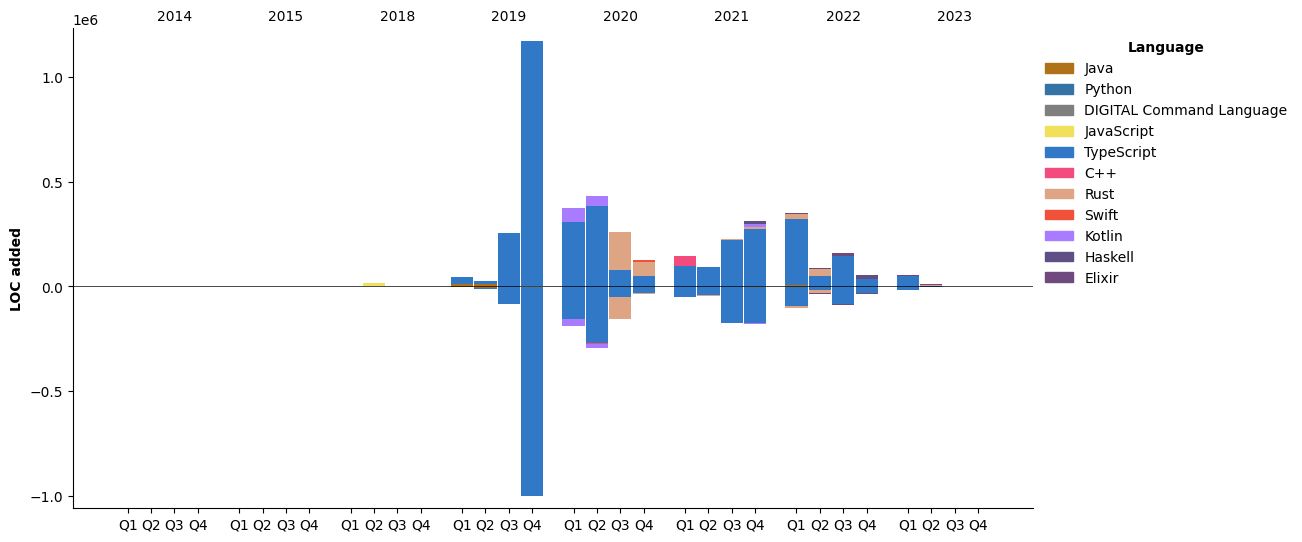 1e6
2014 2015 2018 2019 2020 2021 2022 2023
LOC added
1.0
0.5
0.0
−0.5
−1.0
Q1 Q2 Q3 Q4 Q1 Q2 Q3 Q4 Q1 Q2 Q3 Q4 Q1 Q2 Q3 Q4 Q1 Q2 Q3 Q4 Q1 Q2 Q3 Q4 Q1 Q2 Q3 Q4 Q1 Q2 Q3 Q4
Language
Java
Python
DIGITAL Command Language
JavaScript
TypeScript
C++
Rust
Swift
Kotlin
Haskell
Elixir